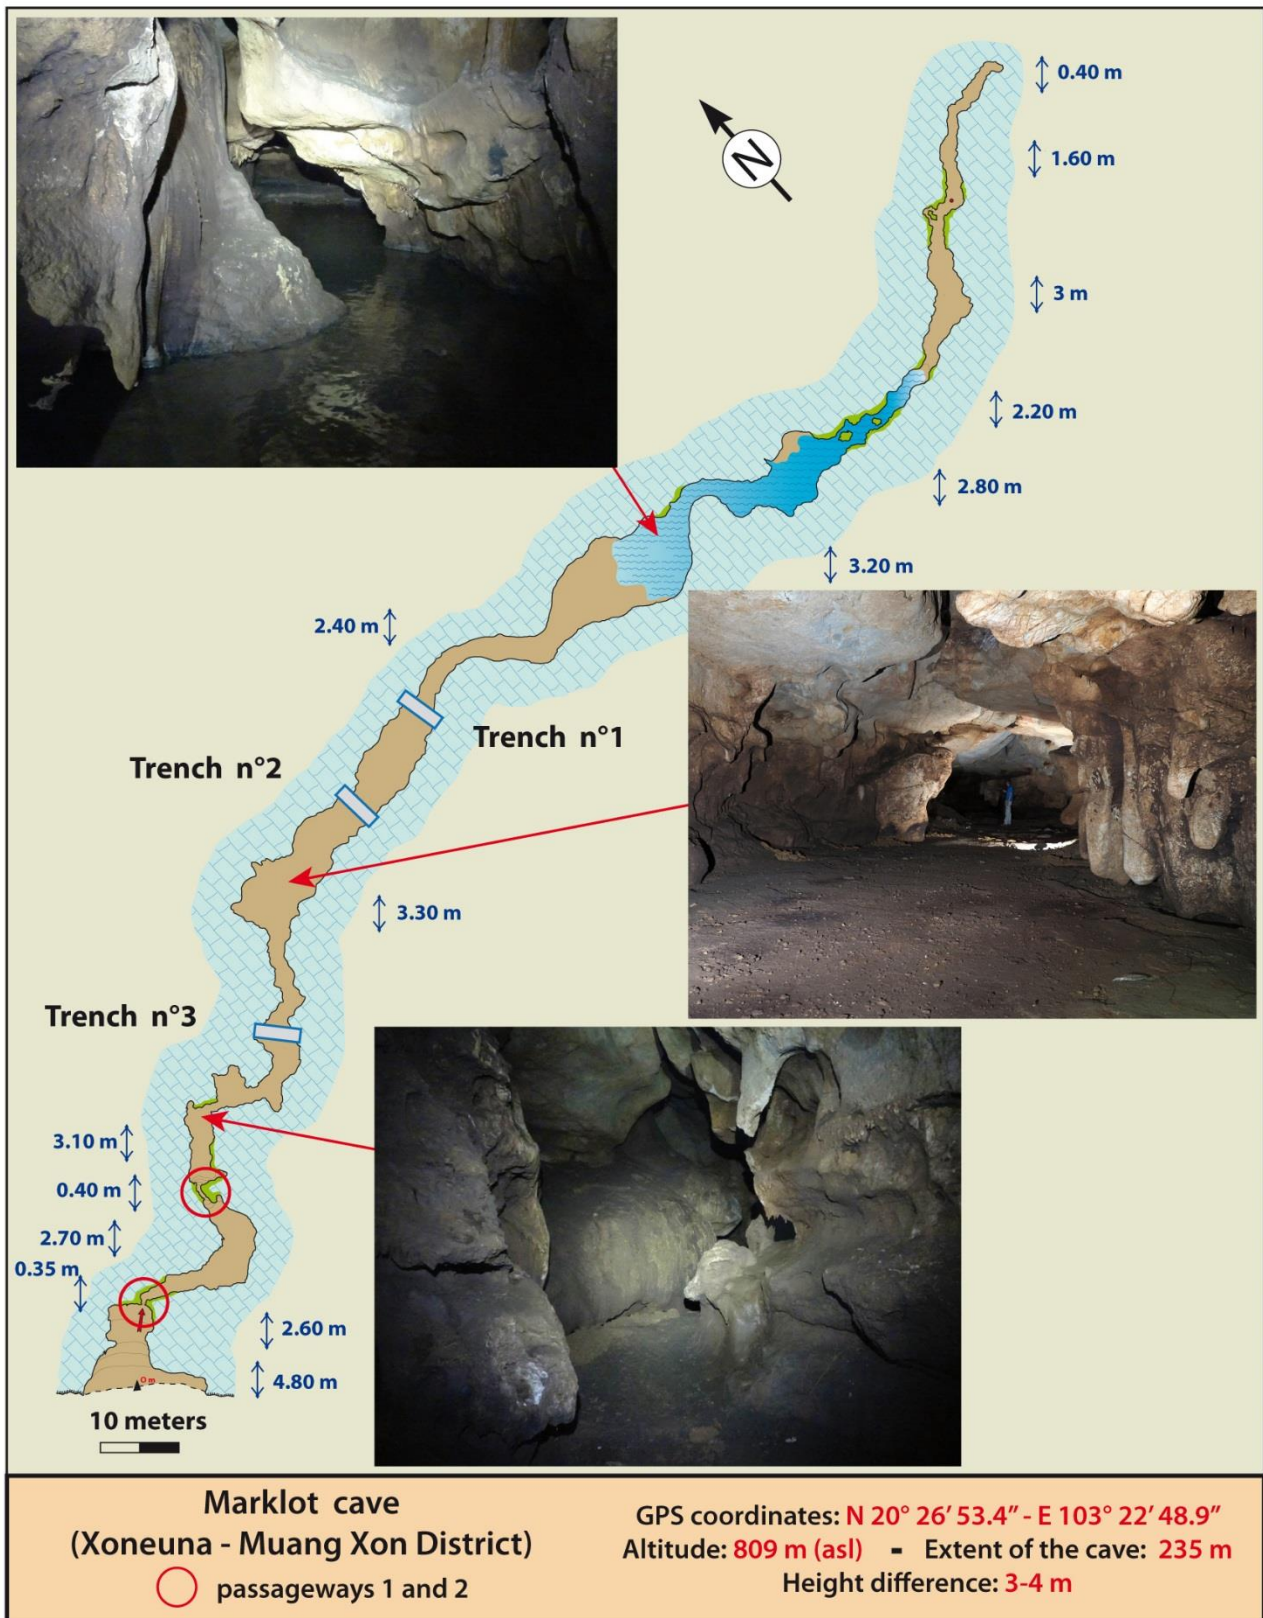 0.40 m
N
1.60 m
3 m
2.20 m
2.80 m
3.20 m
2.40 m
Trench n°1
Trench n°2
3.30 m
Trench n°3
3.10 m
0.40 m
2.70 m
0.35 m
2.60 m
0 m
4.80 m
10 meters
Marklot cave
(Xoneuna - Muang Xon District)
passageways 1 and 2
GPS coordinates: N 20° 26′ 53.4″ - E 103° 22′ 48.9″
Altitude: 809 m (asl) - Extent of the cave: 235 m
Height difference: 3-4 m